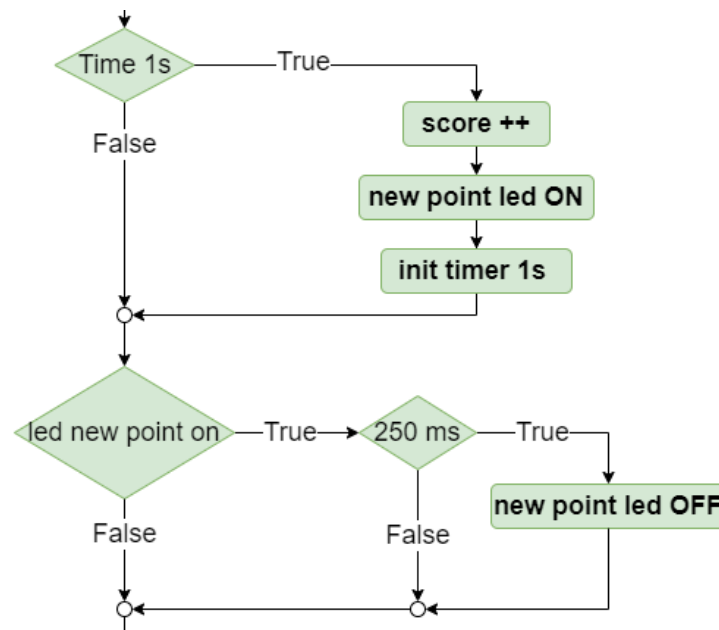 Time 1s
True
False
score ++
new point led ON
init timer 1s
led new point on
True
250 ms
True
new point led OFF
False
False